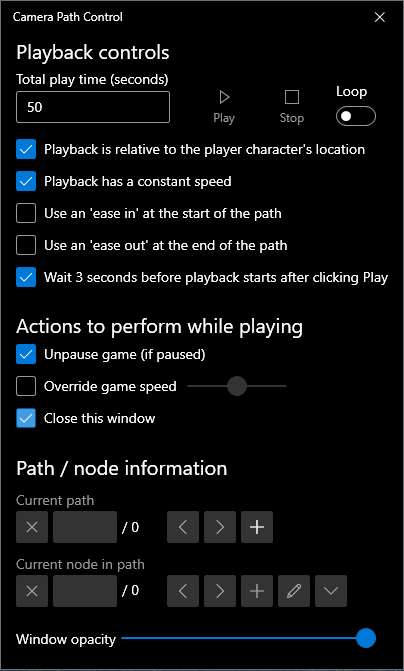 Camera Path Control
Playback controls
Total play time (seconds)
50
Play
Stop
Loop
Playback is relative to the player character's location
Playback has a constant speed
Use an 'ease in' at the start of the path
Use an 'ease out' at the end of the path
Wait 3 seconds before playback starts after clicking Play
Actions to perform while playing
Unpause game (if paused)
Override game speed
Close this window
Path / node information
Current path
/ 0
Current node in path
/ 0
Window opacity